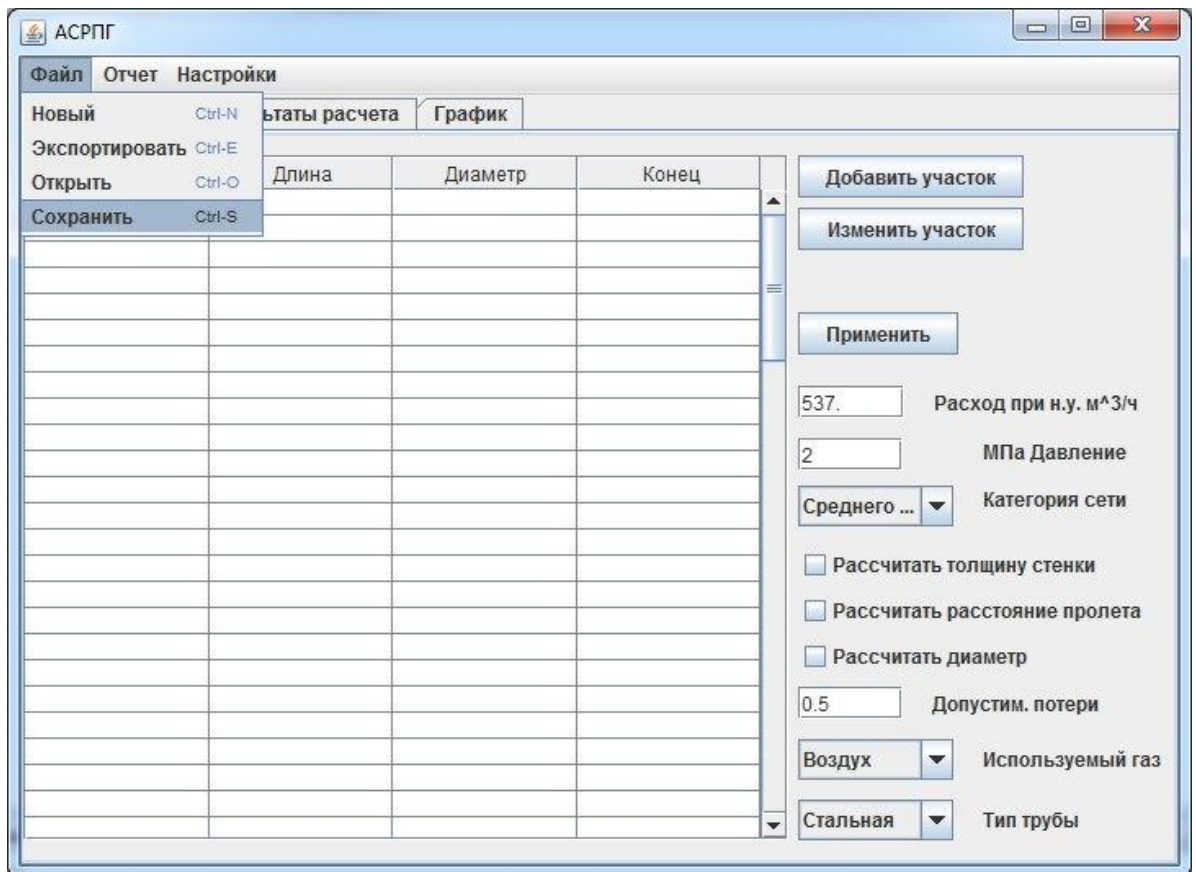 АСРПГ
Файл Отчет Настройки
Новый Ctrl-N
ьтаты расчета График
Экспортировать Ctrl-E
Открыть Ctrl-O
Сохранить Ctrl-S
Длина Диаметр Конец
Добавить участок
Изменить участок
Применить
537. Расход при н.у. м^3/ч
2 МПа Давление
Среднего ... Категория сети
Рассчитать толщину стенки
Рассчитать расстояние пролета
Рассчитать диаметр
0.5 Допустим. потери
Воздух Используемый газ
Стальная Тип трубы